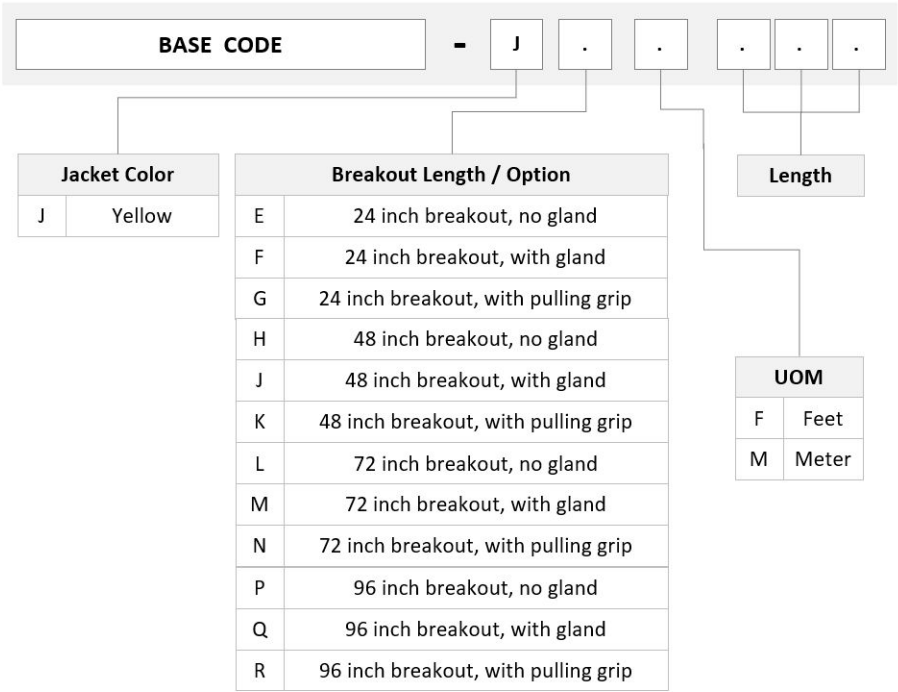 BASE CODE - J . . . . .
Jacket Color
J Yellow
Breakout Length / Option
E 24 inch breakout, no gland
F 24 inch breakout, with gland
G 24 inch breakout, with pulling grip
H 48 inch breakout, no gland
J 48 inch breakout, with gland
K 48 inch breakout, with pulling grip
L 72 inch breakout, no gland
M 72 inch breakout, with gland
N 72 inch breakout, with pulling grip
P 96 inch breakout, no gland
Q 96 inch breakout, with gland
R 96 inch breakout, with pulling grip
Length
UOM
F Feet
M Meter